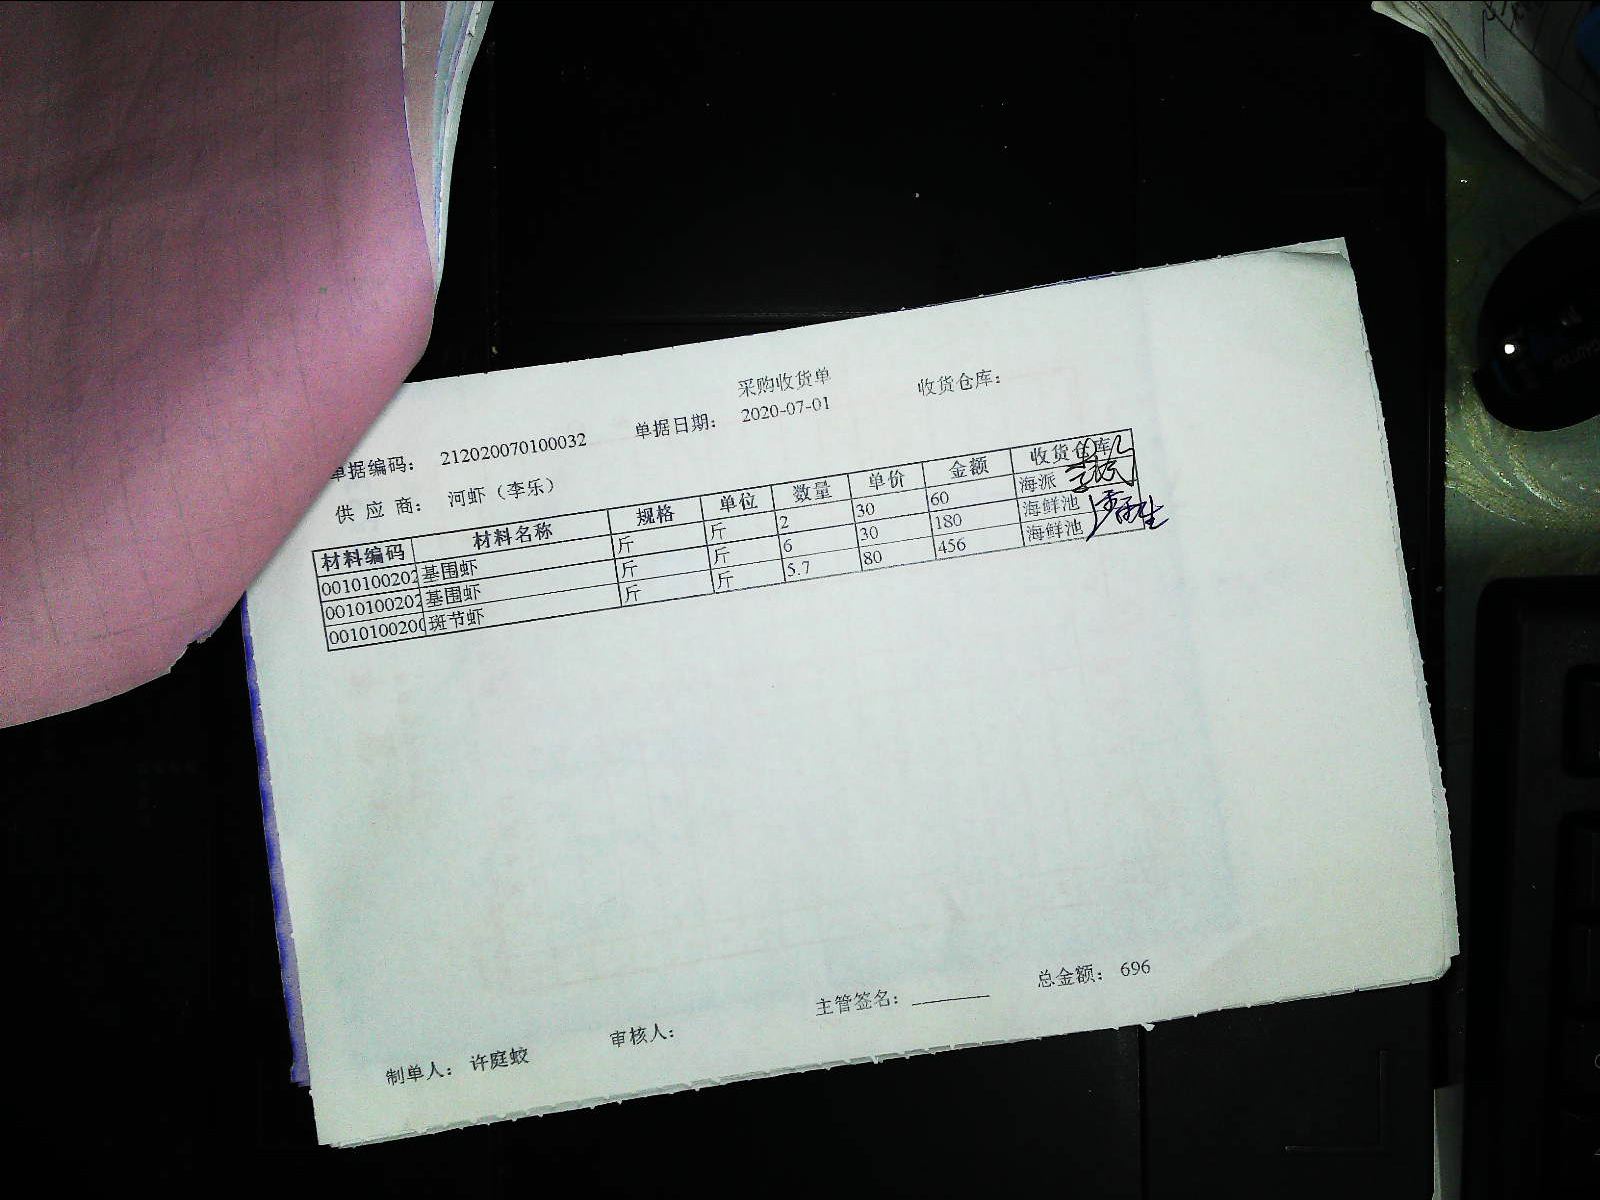 采购收货单
单据编码： 212020070100032 单据日期： 2020-07-01 收货仓库：
供 应 商： 河虾（李乐）
材料编码 材料名称 规格 单位 数量 单价 金额 收货仓库
0010100202 基围虾 斤 斤 2 30 60 海派
0010100202 基围虾 斤 斤 6 30 180 海鲜池
0010100200 斑节虾 斤 斤 5.7 80 456 海鲜池
总金额： 696
制单人： 许庭蛟 审核人： 主管签名：